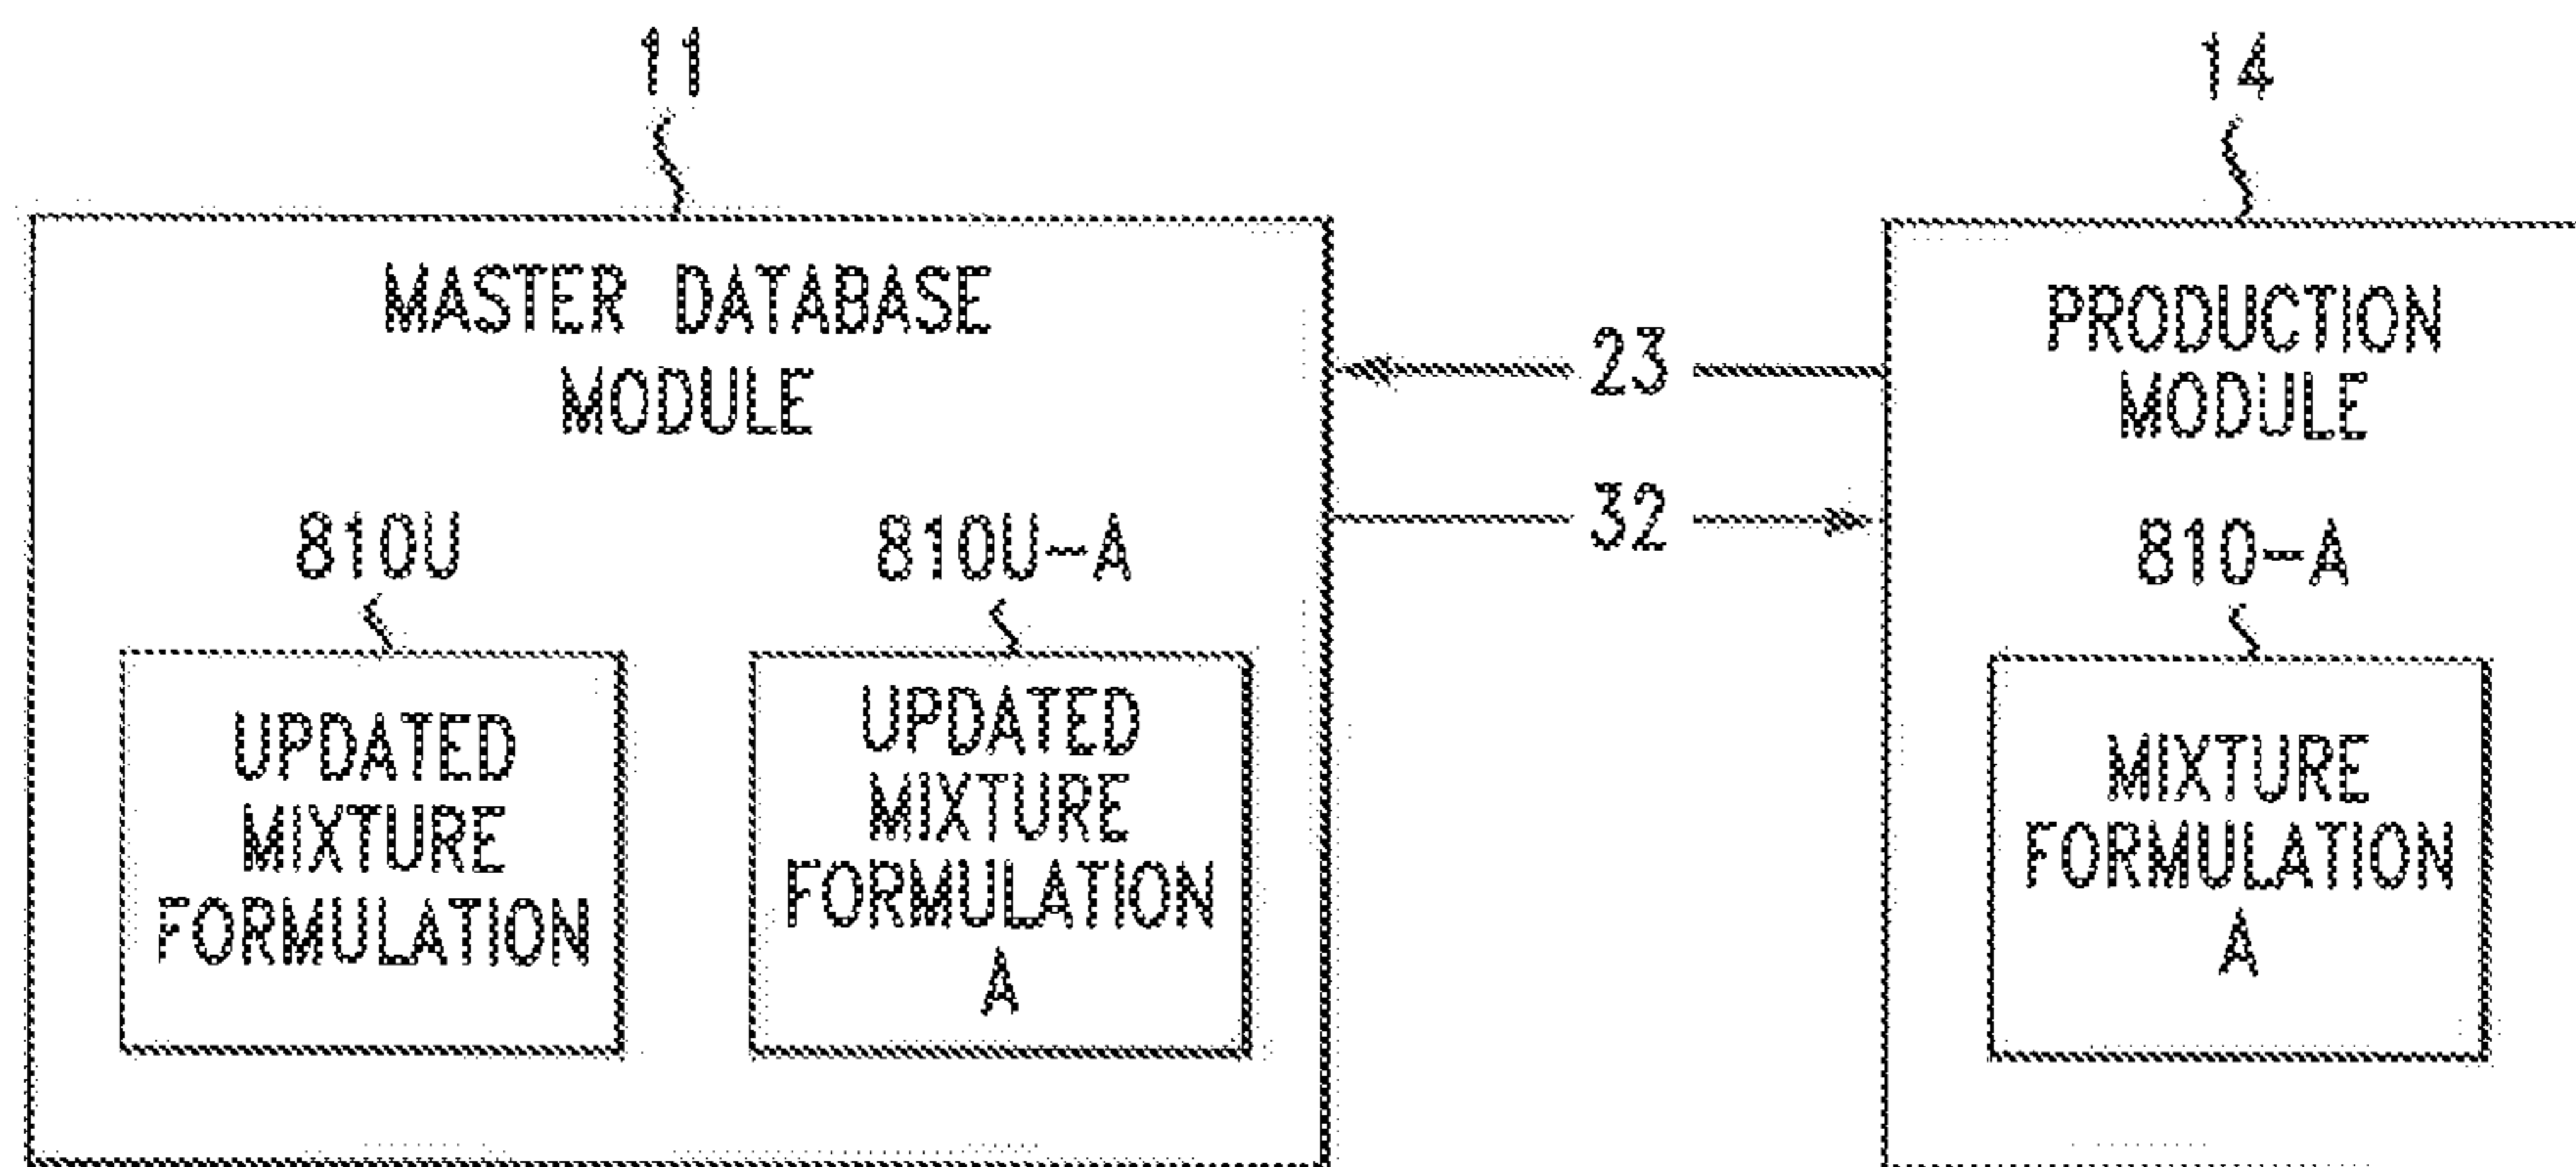 11
14
MASTER DATABASE
MODULE
PRODUCTION
MODULE
23
32
810U
810U-A
810-A
UPDATED
MIXTURE
FORMULATION
UPDATED
MIXTURE
FORMULATION
A
MIXTURE
FORMULATION
A